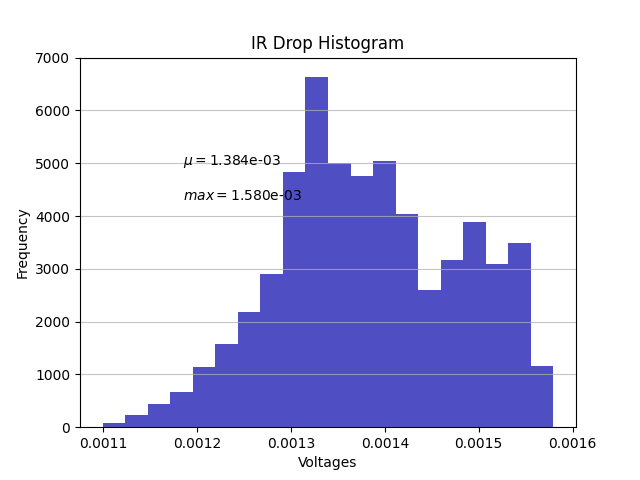 IR Drop Histogram
7000
6000
5000
4000
3000
2000
1000
0
Frequency
μ = 1.384e-03
max = 1.580e-03
0.0011 0.0012 0.0013 0.0014 0.0015 0.0016
Voltages